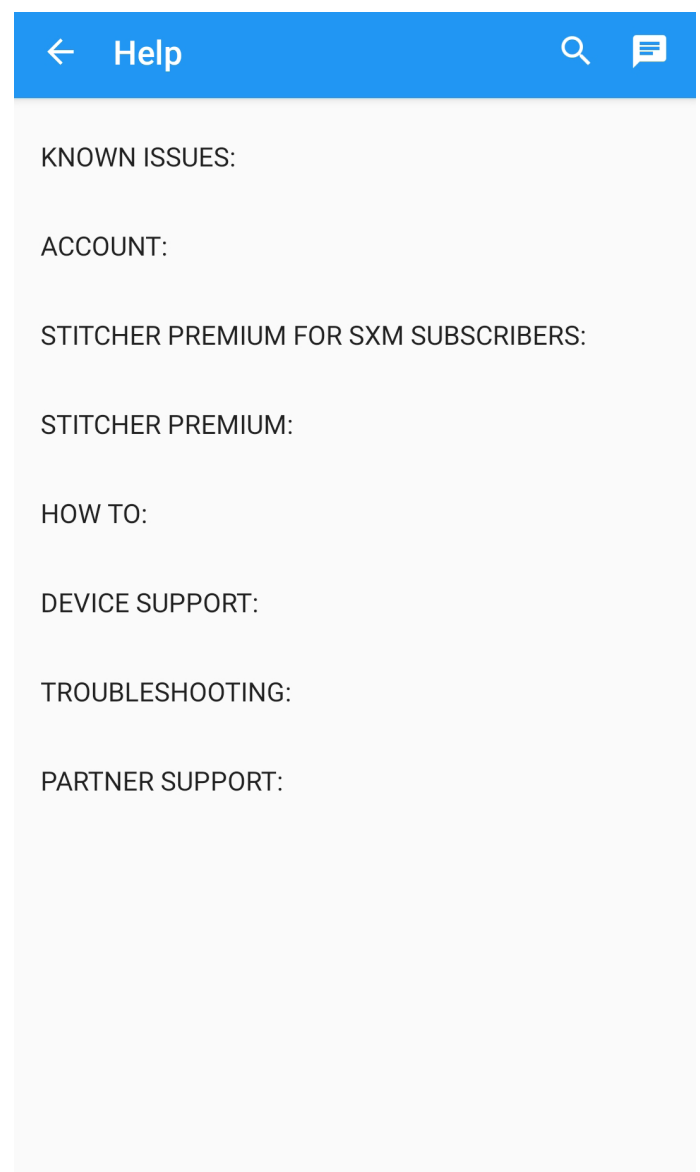 Help
KNOWN ISSUES:
ACCOUNT:
STITCHER PREMIUM FOR SXM SUBSCRIBERS:
STITCHER PREMIUM:
HOW TO:
DEVICE SUPPORT:
TROUBLESHOOTING:
PARTNER SUPPORT: